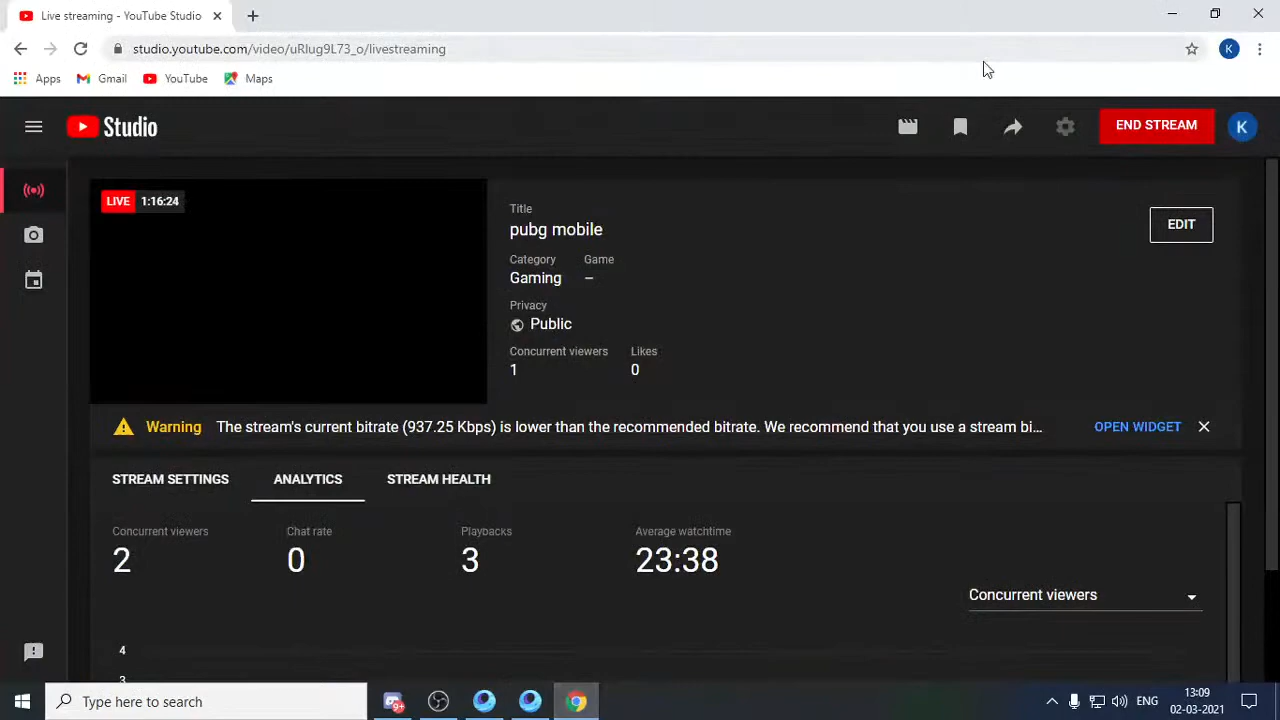 Live streaming - YouTube Studio
studio.youtube.com/video/uRlug9L73_o/livestreaming
K
Apps
Gmail
YouTube
Maps
Studio
END STREAM
K
LIVE 1:16:24
Title
pubg mobile
EDIT
Category Game
Gaming –
Privacy
Public
Concurrent viewers Likes
1 0
Warning The stream's current bitrate (937.25 Kbps) is lower than the recommended bitrate. We recommend that you use a stream bi... OPEN WIDGET
STREAM SETTINGS ANALYTICS STREAM HEALTH
Concurrent viewers Chat rate Playbacks Average watchtime
2 0 3 23:38
Concurrent viewers
4
3
Type here to search
9+
ENG
13:09
02-03-2021